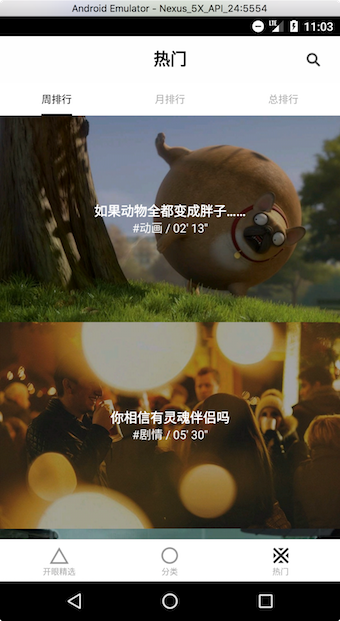 Android Emulator - Nexus_5X_API_24:5554
LTE 11:03
热门
周排行 月排行 总排行
如果动物全都变成胖子……
#动画 / 02' 13"
你相信有灵魂伴侣吗
#剧情 / 05' 30"
开眼精选 分类 热门